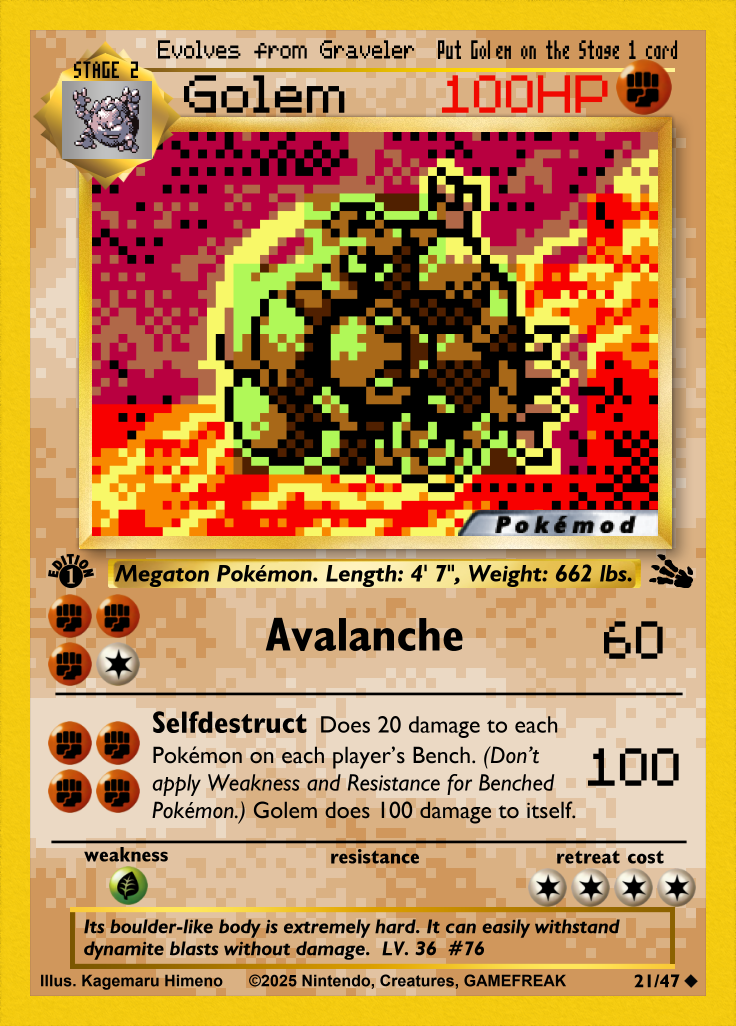 Evolves from Graveler Put Golem on the Stage 1 card
STAGE 2
Golem 100HP
Pokémod
EDITION
1
Megaton Pokémon. Length: 4' 7", Weight: 662 lbs.
Avalanche 60
Selfdestruct Does 20 damage to each
Pokémon on each player's Bench. (Don't
apply Weakness and Resistance for Benched
Pokémon.) Golem does 100 damage to itself.
100
weakness resistance retreat cost
Its boulder-like body is extremely hard. It can easily withstand
dynamite blasts without damage. LV. 36 #76
Illus. Kagemaru Himeno ©2025 Nintendo, Creatures, GAMEFREAK 21/47